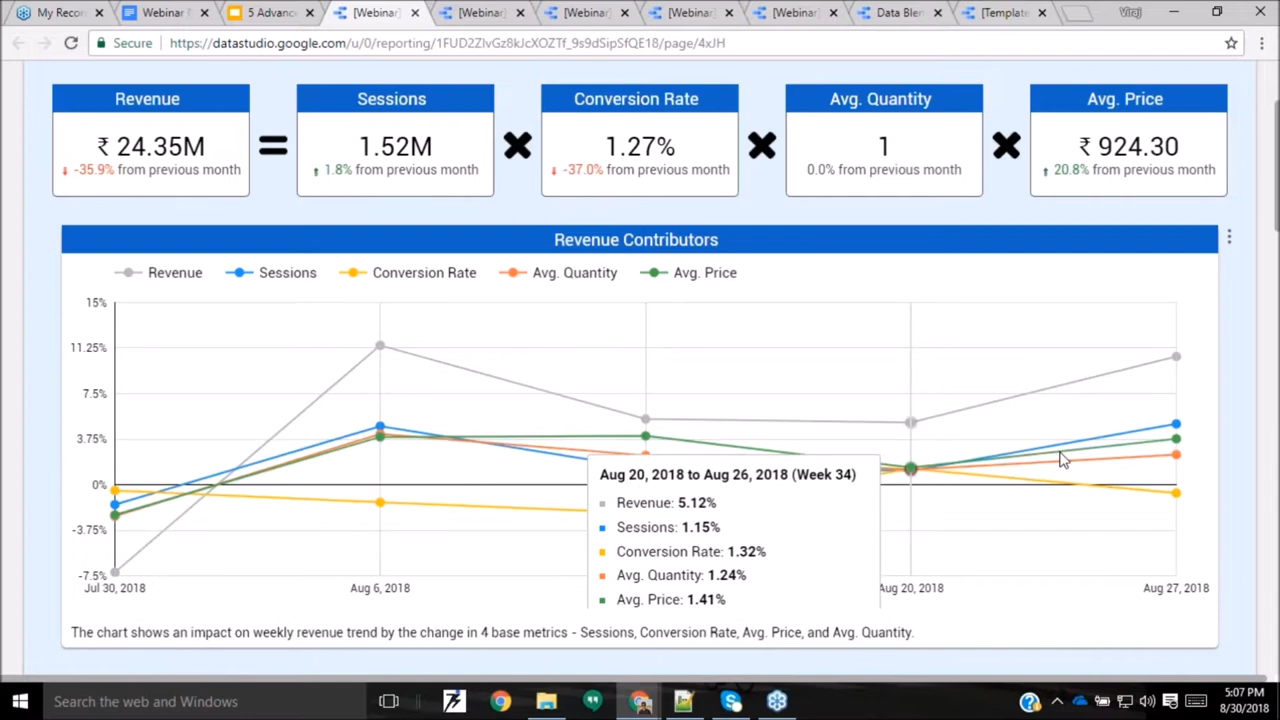 My Reco
Webinar
5 Advanc
[Webinar]
[Webinar
[Webinar
[Webinar
[Webinar
Data Blen
[Template
Viraj
Secure
https://datastudio.google.com/u/0/reporting/1FUD2ZIvGz8kJcXOZTf_9s9dSipSfQE18/page/4xJH
Revenue
Sessions
Conversion Rate
Avg. Quantity
Avg. Price
₹ 24.35M
1.52M
1.27%
1
₹ 924.30
-35.9% from previous month
1.8% from previous month
-37.0% from previous month
0.0% from previous month
20.8% from previous month
Revenue Contributors
Revenue
Sessions
Conversion Rate
Avg. Quantity
Avg. Price
15%
11.25%
7.5%
3.75%
0%
-3.75%
-7.5%
Aug 20, 2018 to Aug 26, 2018 (Week 34)
Revenue: 5.12%
Sessions: 1.15%
Conversion Rate: 1.32%
Avg. Quantity: 1.24%
Avg. Price: 1.41%
Jul 30, 2018
Aug 6, 2018
Aug 20, 2018
Aug 27, 2018
The chart shows an impact on weekly revenue trend by the change in 4 base metrics - Sessions, Conversion Rate, Avg. Price, and Avg. Quantity.
Search the web and Windows
5:07 PM
8/30/2018